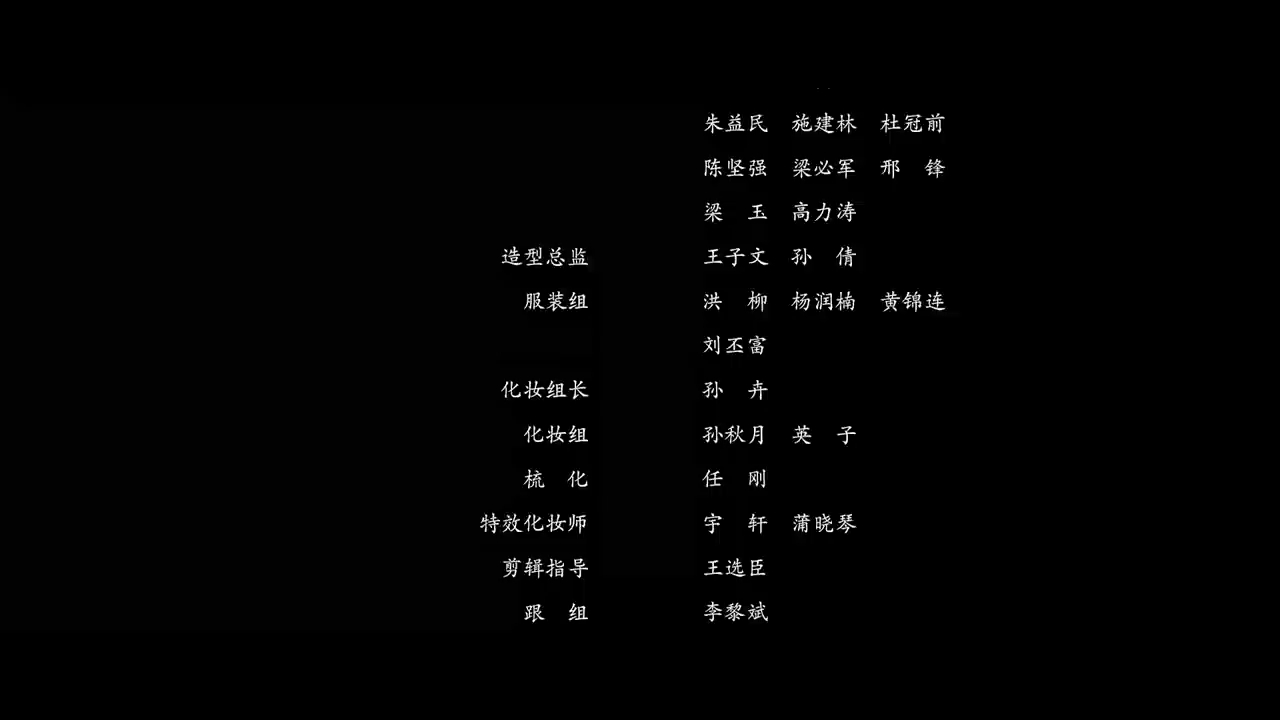 朱益民 施建林 杜冠前
陈坚强 梁必军 邢 锋
梁 玉 高力涛
造型总监 王子文 孙 倩
服装组 洪 柳 杨润楠 黄锦连
刘丕富
化妆组长 孙 卉
化妆组 孙秋月 英 子
梳 化 任 刚
特效化妆师 宇 轩 蒲晓琴
剪辑指导 王选臣
跟 组 李黎斌